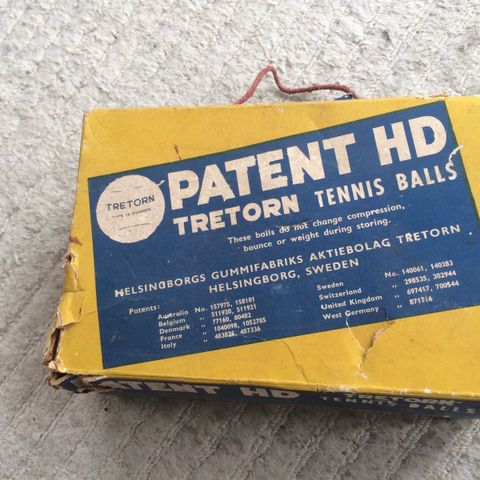 TRETORN
MADE IN SWEDEN
PATENT HD
TRETORN TENNIS BALLS
These balls do not change compression,
bounce or weight during storing.
HELSINGBORGS GUMMIFABRIKS AKTIEBOLAG TRETORN
HELSINGBORG, SWEDEN
Patents:
Australia No. 157975, 158181
Belgium " 511920, 511921
Denmark " 77160, 80482
France " 1040098, 1052785
Italy " 483828, 487336
Sweden No. 140061, 140283
Switzerland " 298535, 302944
United Kingdom " 697417, 700544
West Germany " 871716
PATENT HD
TRETORN
TENNIS BALLS